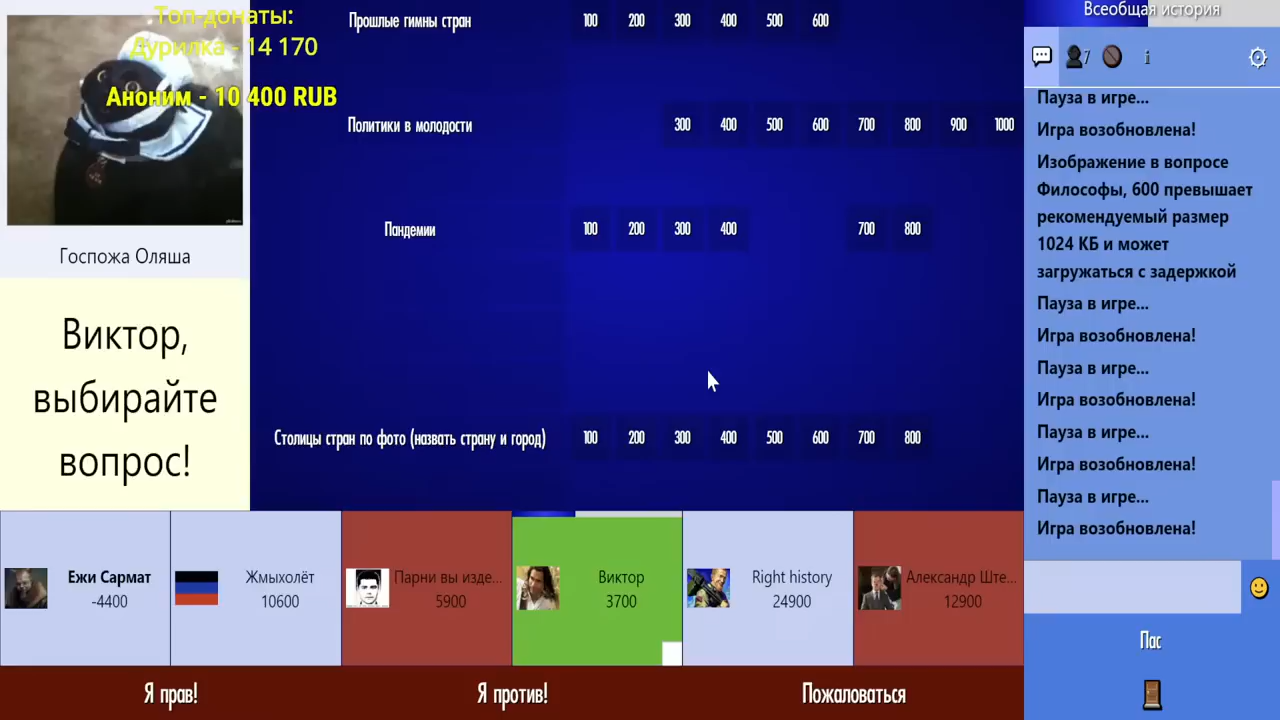 Топ-донаты:
Дурилка - 14 170
Аноним - 10 400 RUB
Госпожа Оляша
Виктор,
выбирайте
вопрос!
Прошлые гимны стран 100 200 300 400 500 600
Политики в молодости 300 400 500 600 700 800 900 1000
Пандемии 100 200 300 400 700 800
Столицы стран по фото (назвать страну и город) 100 200 300 400 500 600 700 800
Всеобщая история
7
i
Пауза в игре...
Игра возобновлена!
Изображение в вопросе
Философы, 600 превышает
рекомендуемый размер
1024 КБ и может
загружаться с задержкой
Пауза в игре...
Игра возобновлена!
Пауза в игре...
Игра возобновлена!
Пауза в игре...
Игра возобновлена!
Пауза в игре...
Игра возобновлена!
Пас
Ежи Сармат
-4400
Жмыхолёт
10600
Парни вы изде...
5900
Виктор
3700
Right history
24900
Александр Ште...
12900
Я прав! Я против! Пожаловаться